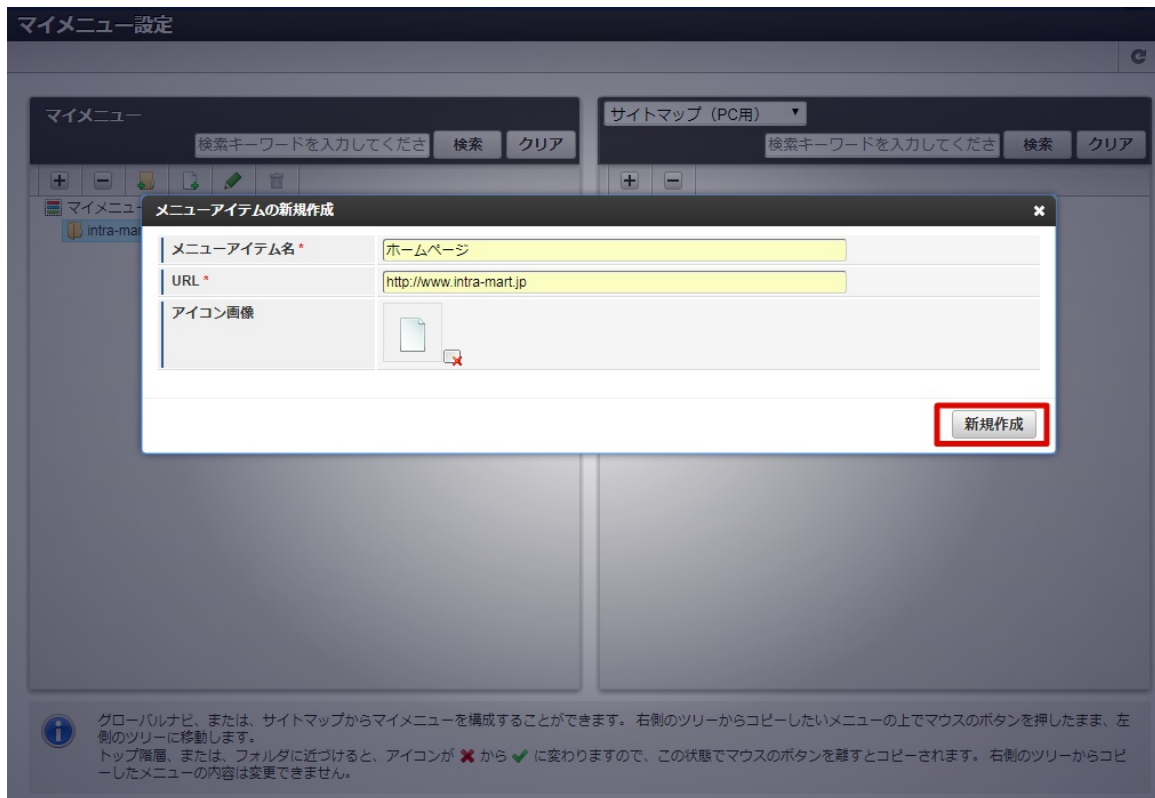 マイメニュー設定
マイメニュー
検索キーワードを入力してくださ 検索 クリア
サイトマップ（PC用）
検索キーワードを入力してくださ 検索 クリア
マイメニュー
intra-mar
メニューアイテムの新規作成
メニューアイテム名 *
ホームページ
URL *
http://www.intra-mart.jp
アイコン画像
新規作成
グローバルナビ、または、サイトマップからマイメニューを構成することができます。 右側のツリーからコピーしたいメニューの上でマウスのボタンを押したまま、左
側のツリーに移動します。
トップ階層、または、フォルダに近づけると、アイコンが ✖ から ✔ に変わりますので、この状態でマウスのボタンを離すとコピーされます。 右側のツリーからコピ
ーしたメニューの内容は変更できません。